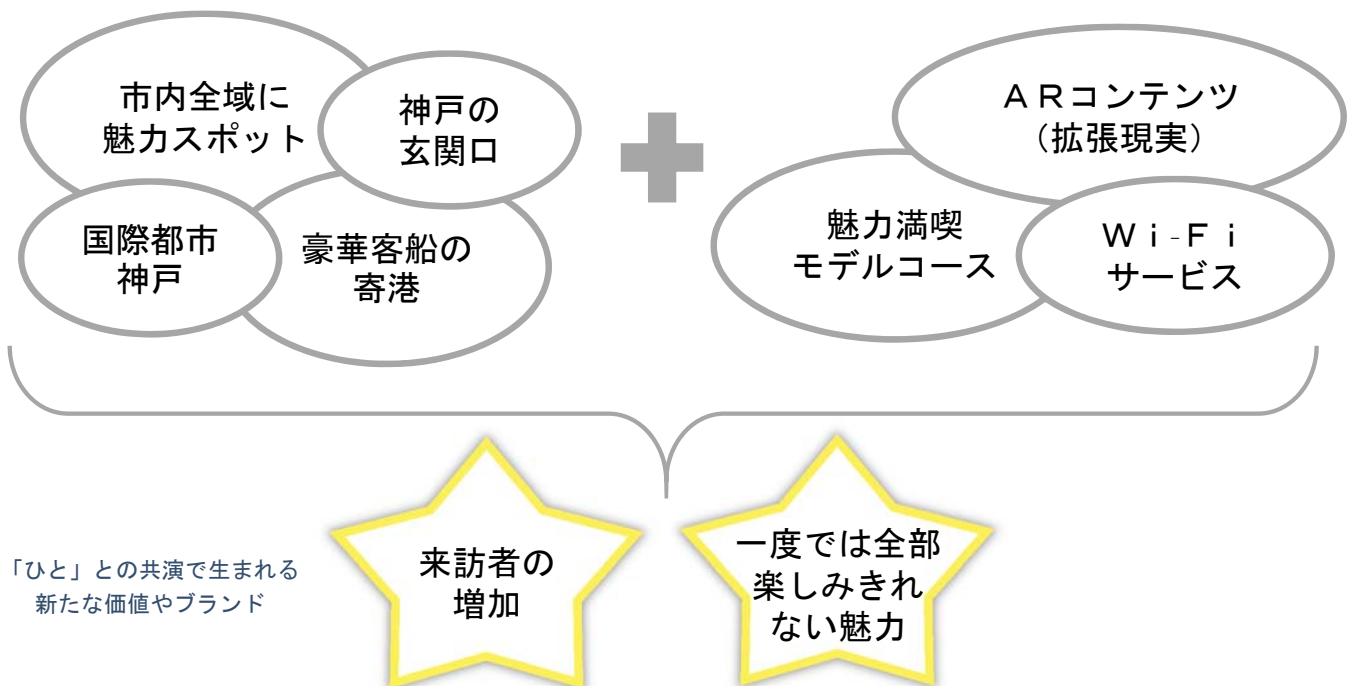 市内全域に
魅力スポット
神戸の
玄関口
国際都市
神戸
豪華客船の
寄港
ARコンテンツ
(拡張現実)
魅力満喫
モデルコース
Wi-Fi
サービス
「ひと」との共演で生まれる
新たな価値やブランド
来訪者の
増加
一度では全部
楽しみきれ
ない魅力